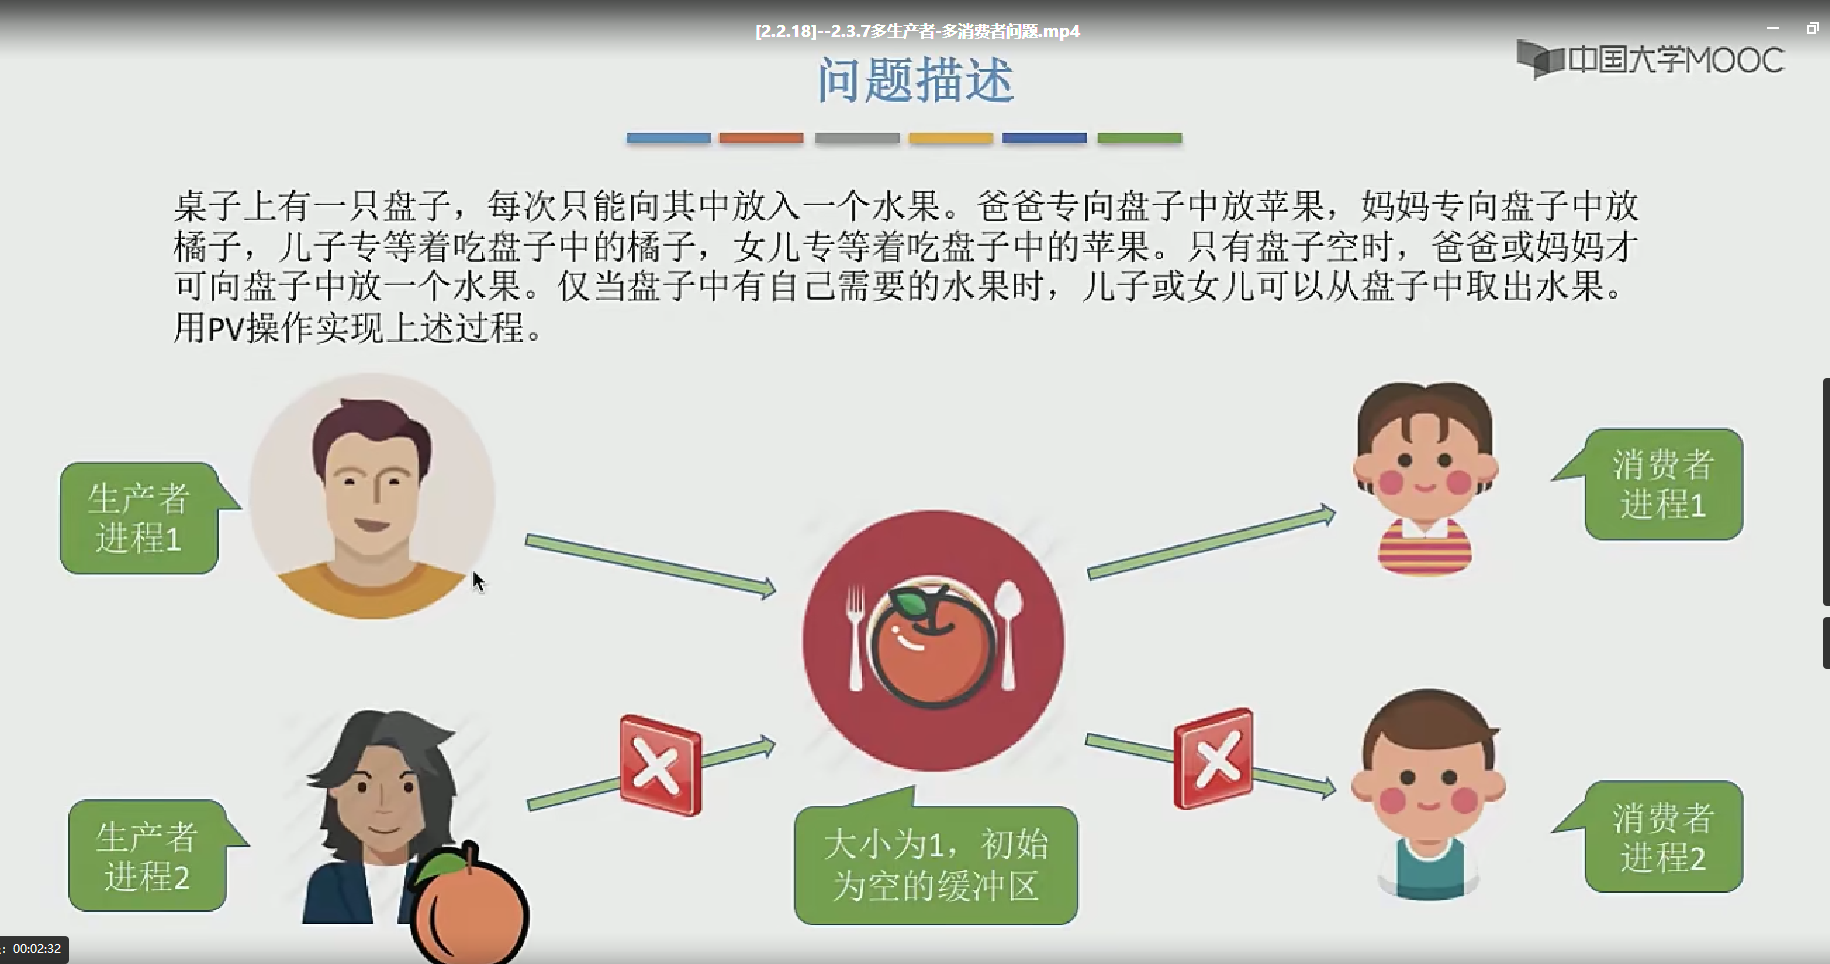 [2.2.18]--2.3.7多生产者-多消费者问题.mp4
中国大学MOOC
问题描述
桌子上有一只盘子，每次只能向其中放入一个水果。爸爸专向盘子中放苹果，妈妈专向盘子中放
橘子，儿子专等着吃盘子中的橘子，女儿专等着吃盘子中的苹果。只有盘子空时，爸爸或妈妈才
可向盘子中放一个水果。仅当盘子中有自己需要的水果时，儿子或女儿可以从盘子中取出水果。
用PV操作实现上述过程。
生产者
进程1
消费者
进程1
生产者
进程2
大小为1，初始
为空的缓冲区
消费者
进程2
: 00:02:32